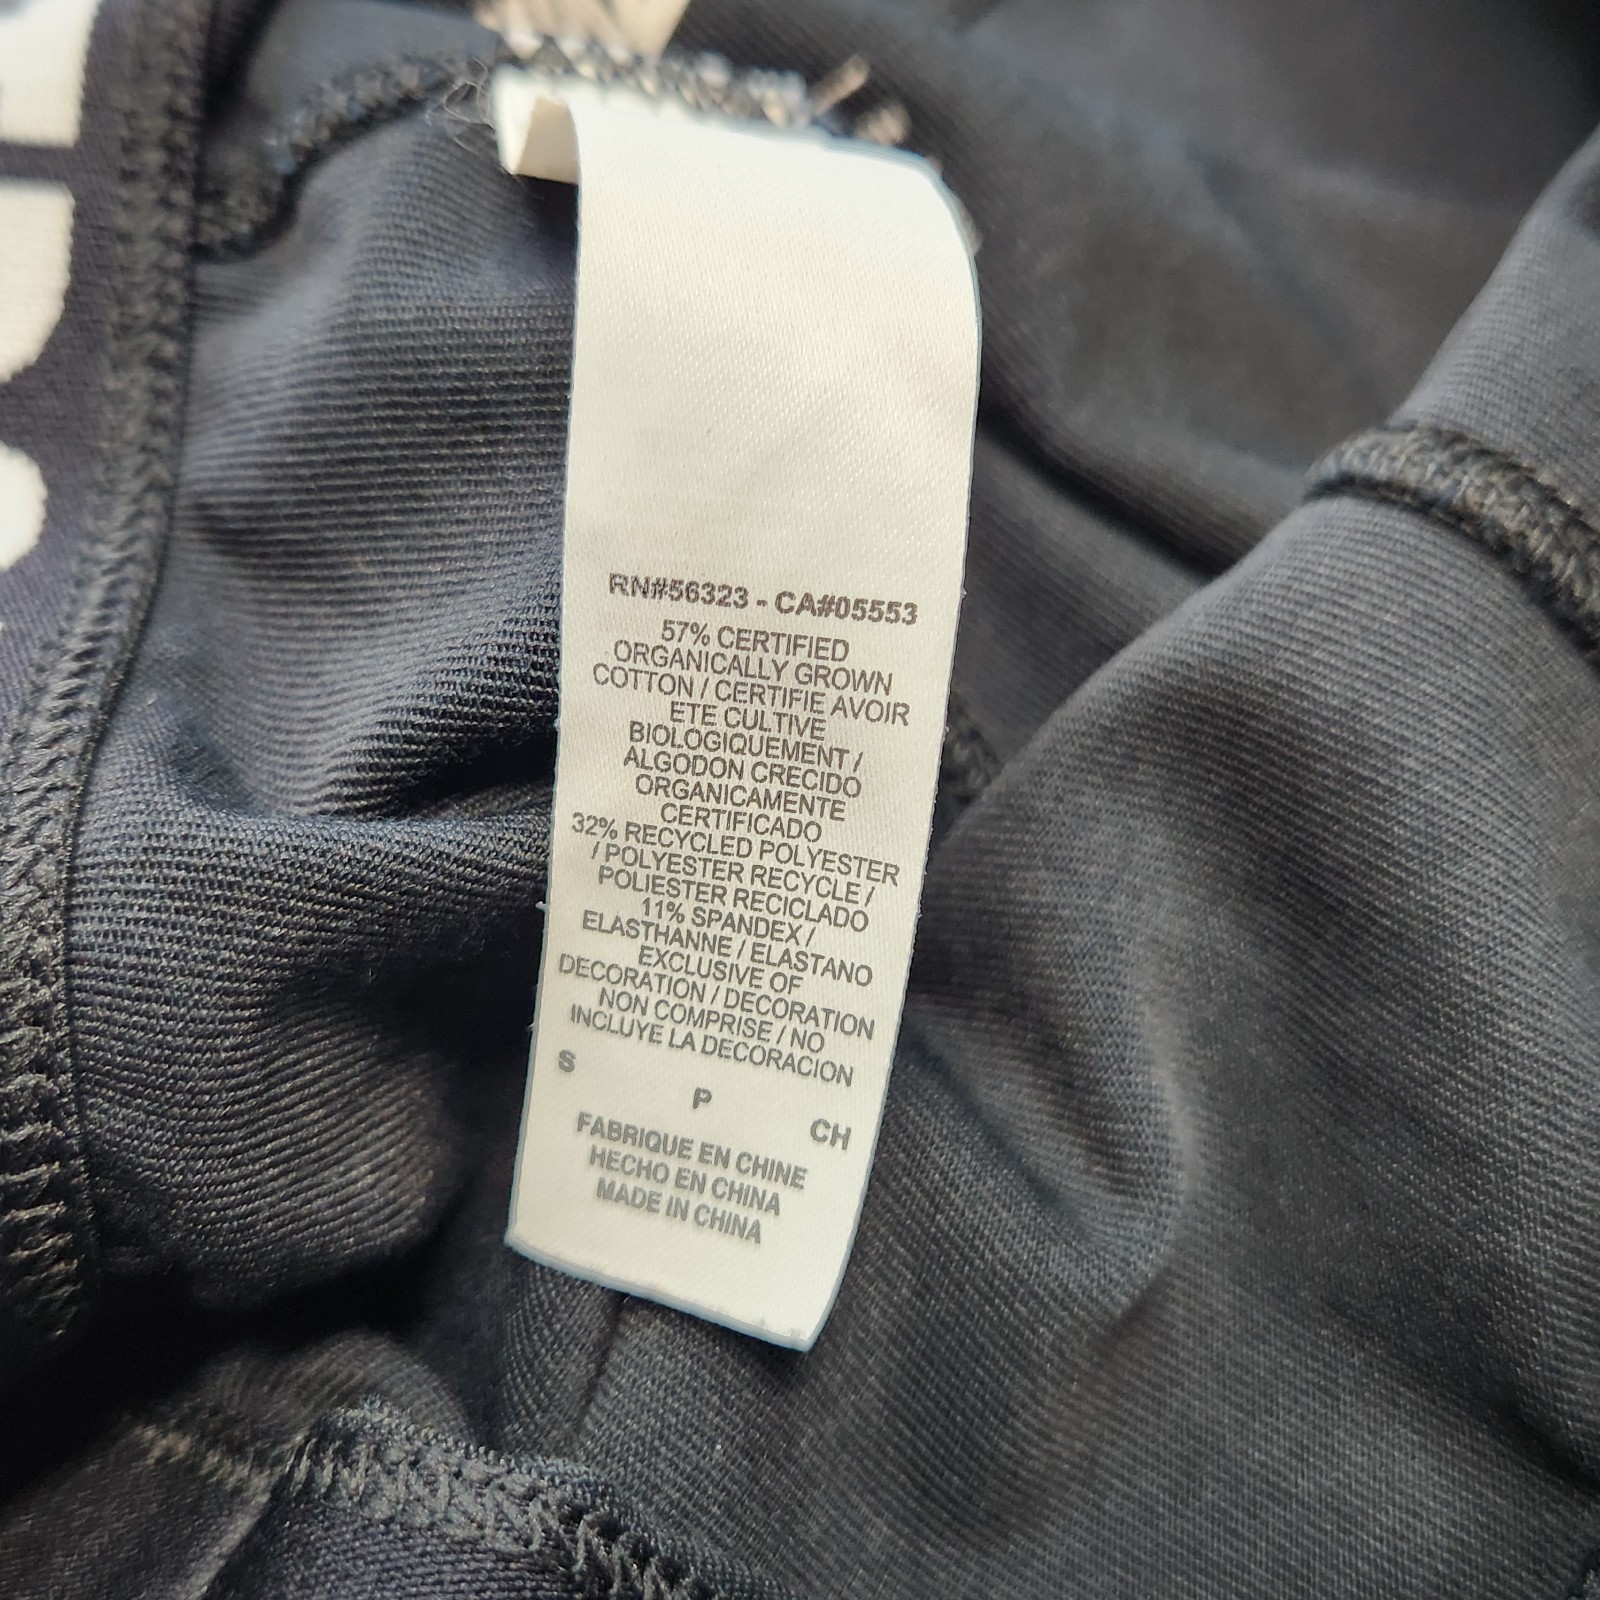 RN#56323 - CA#05553
57% CERTIFIED
ORGANICALLY GROWN
COTTON / CERTIFIE AVOIR
ETE CULTIVE
BIOLOGIQUEMENT /
ALGODON CRECIDO
ORGANICAMENTE
CERTIFICADO
32% RECYCLED POLYESTER
/ POLYESTER RECYCLE /
POLIESTER RECICLADO
11% SPANDEX /
ELASTHANNE / ELASTANO
EXCLUSIVE OF
DECORATION / DECORATION
NON COMPRISE / NO
INCLUYE LA DECORACION
S P CH
FABRIQUE EN CHINE
HECHO EN CHINA
MADE IN CHINA